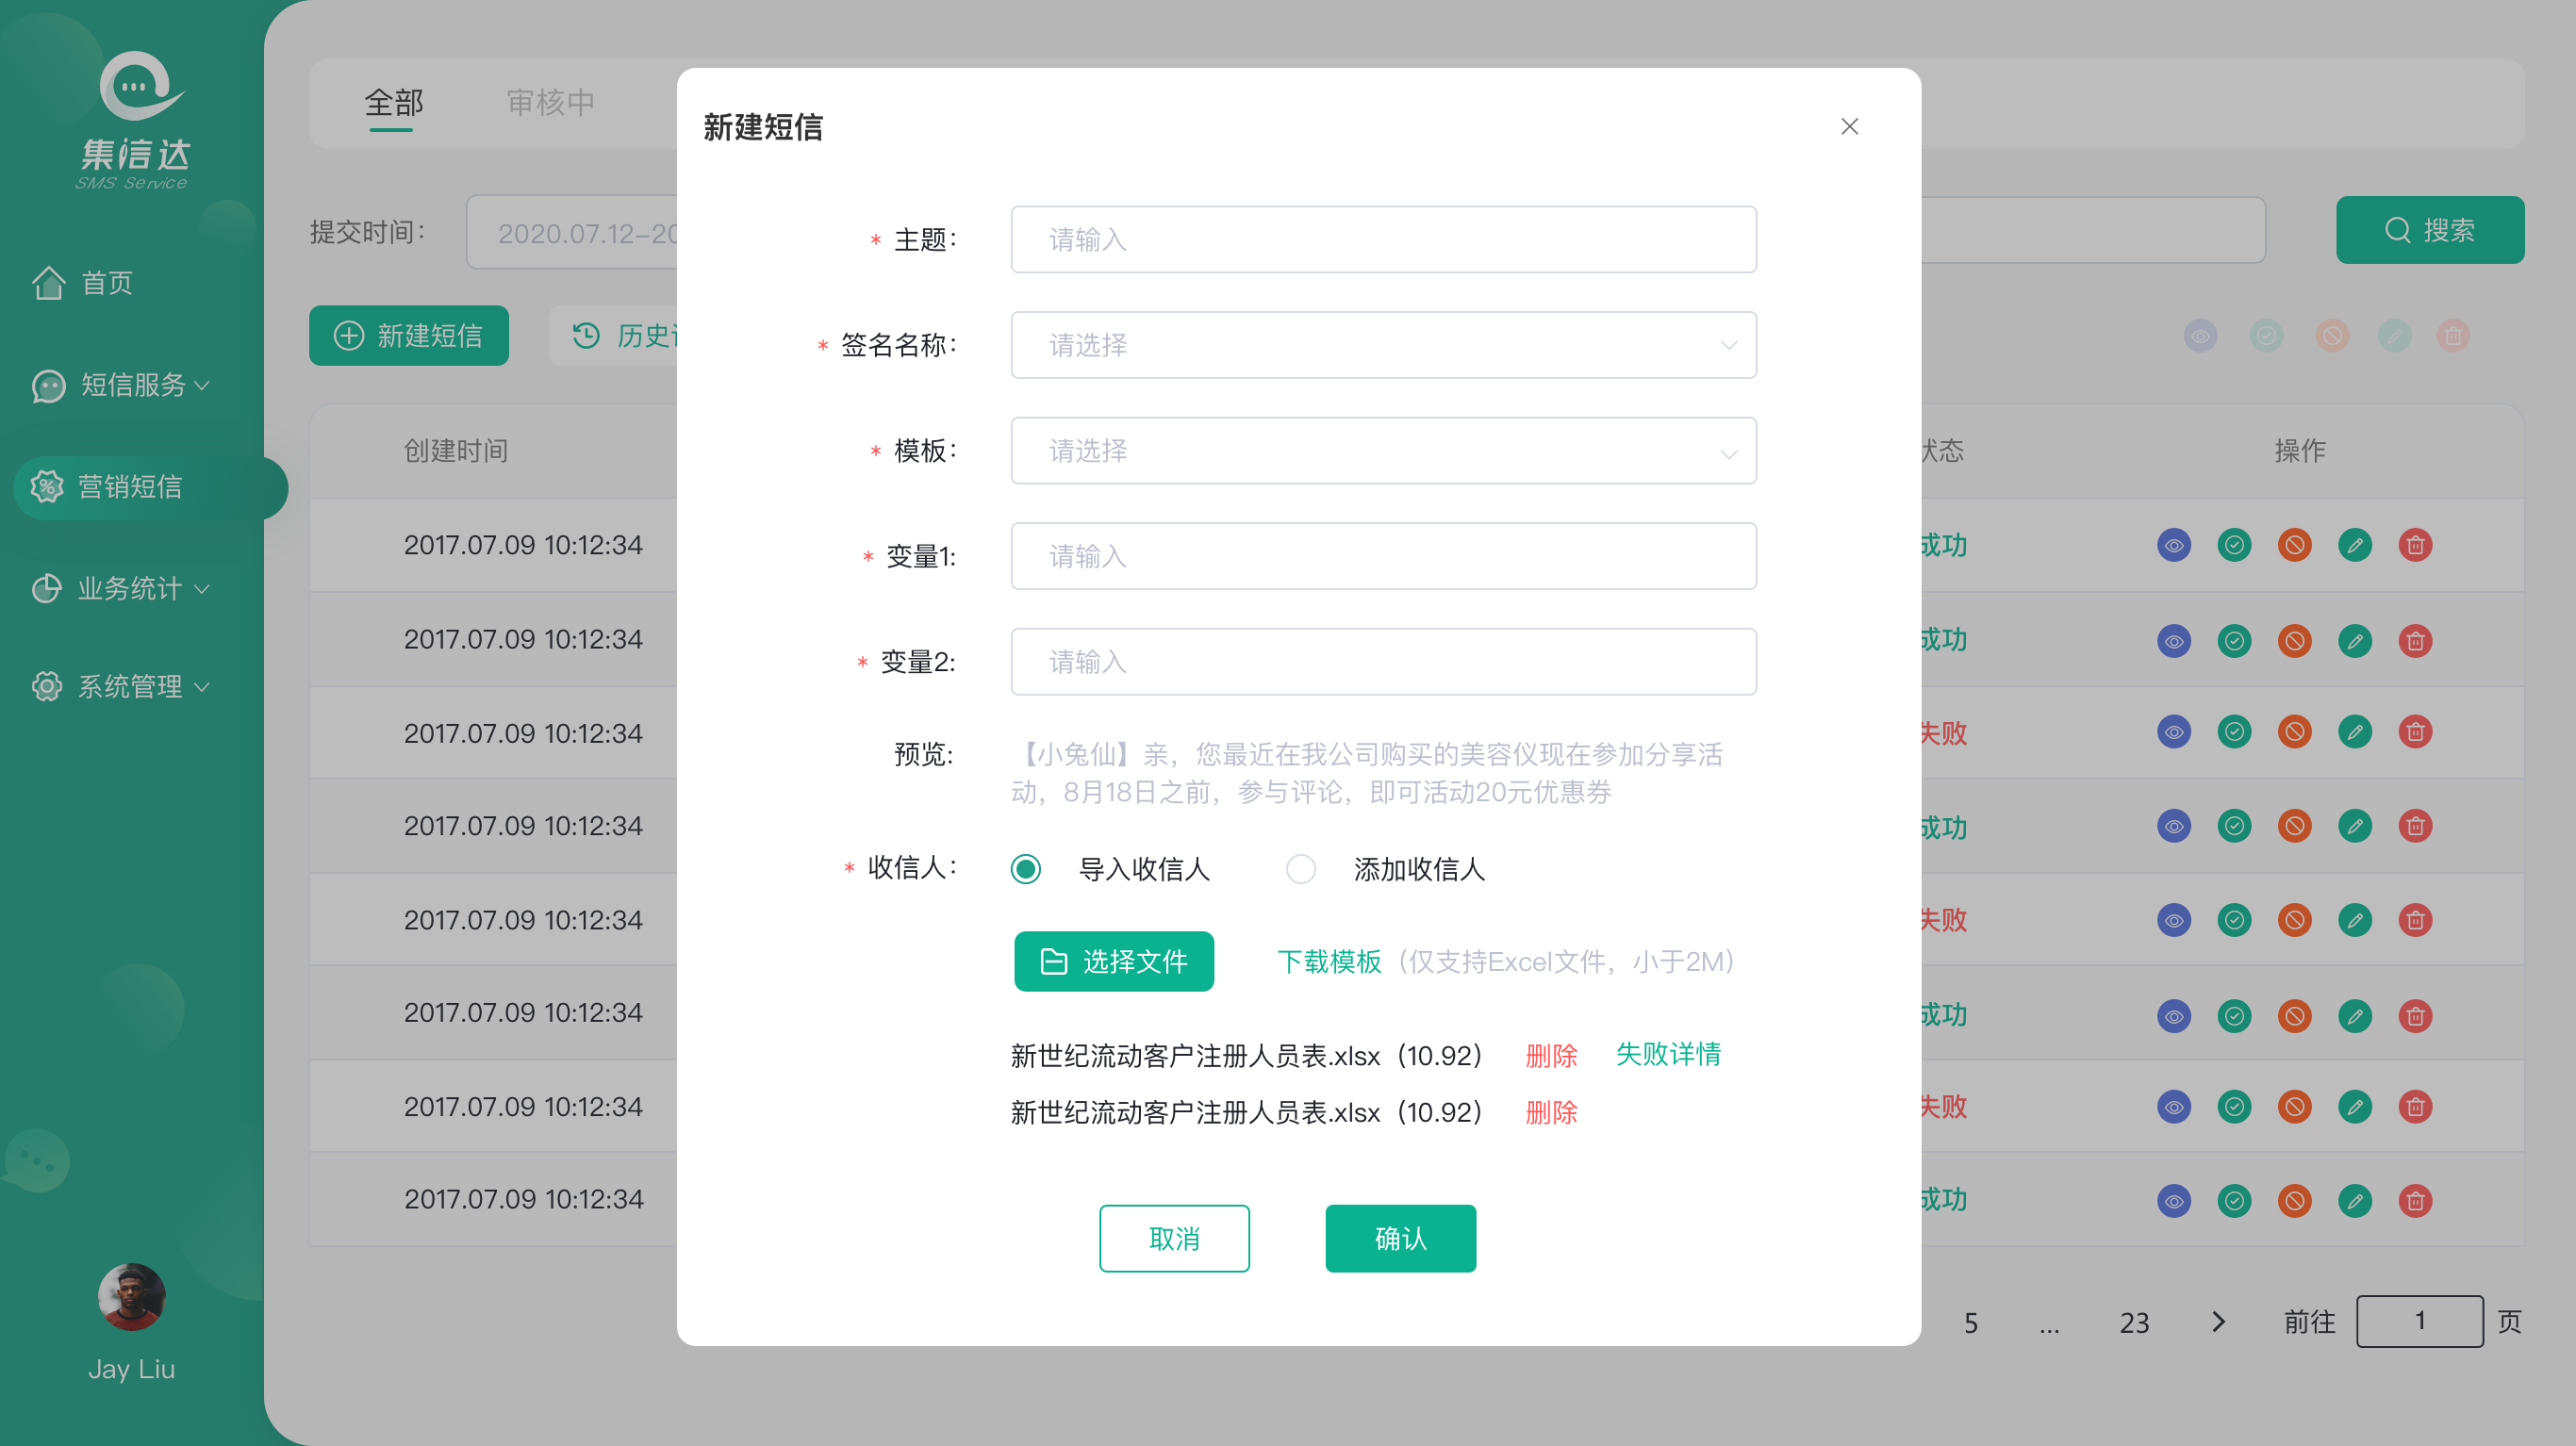 集信达
SMS Service
首页
短信服务
营销短信
业务统计
系统管理
Jay Liu
全部
审核中
提交时间：
2020.07.12-20
搜索
新建短信
历史
创建时间
状态
操作
2017.07.09 10:12:34
成功
2017.07.09 10:12:34
成功
2017.07.09 10:12:34
失败
2017.07.09 10:12:34
成功
2017.07.09 10:12:34
失败
2017.07.09 10:12:34
成功
2017.07.09 10:12:34
失败
2017.07.09 10:12:34
成功
5
...
23
前往
1
页
新建短信
* 主题：
请输入
* 签名名称：
请选择
* 模板：
请选择
* 变量1:
请输入
* 变量2:
请输入
预览:
【小兔仙】亲，您最近在我公司购买的美容仪现在参加分享活
动，8月18日之前，参与评论，即可活动20元优惠券
* 收信人：
导入收信人
添加收信人
选择文件
下载模板（仅支持Excel文件，小于2M）
新世纪流动客户注册人员表.xlsx（10.92）
删除
失败详情
新世纪流动客户注册人员表.xlsx（10.92）
删除
取消
确认